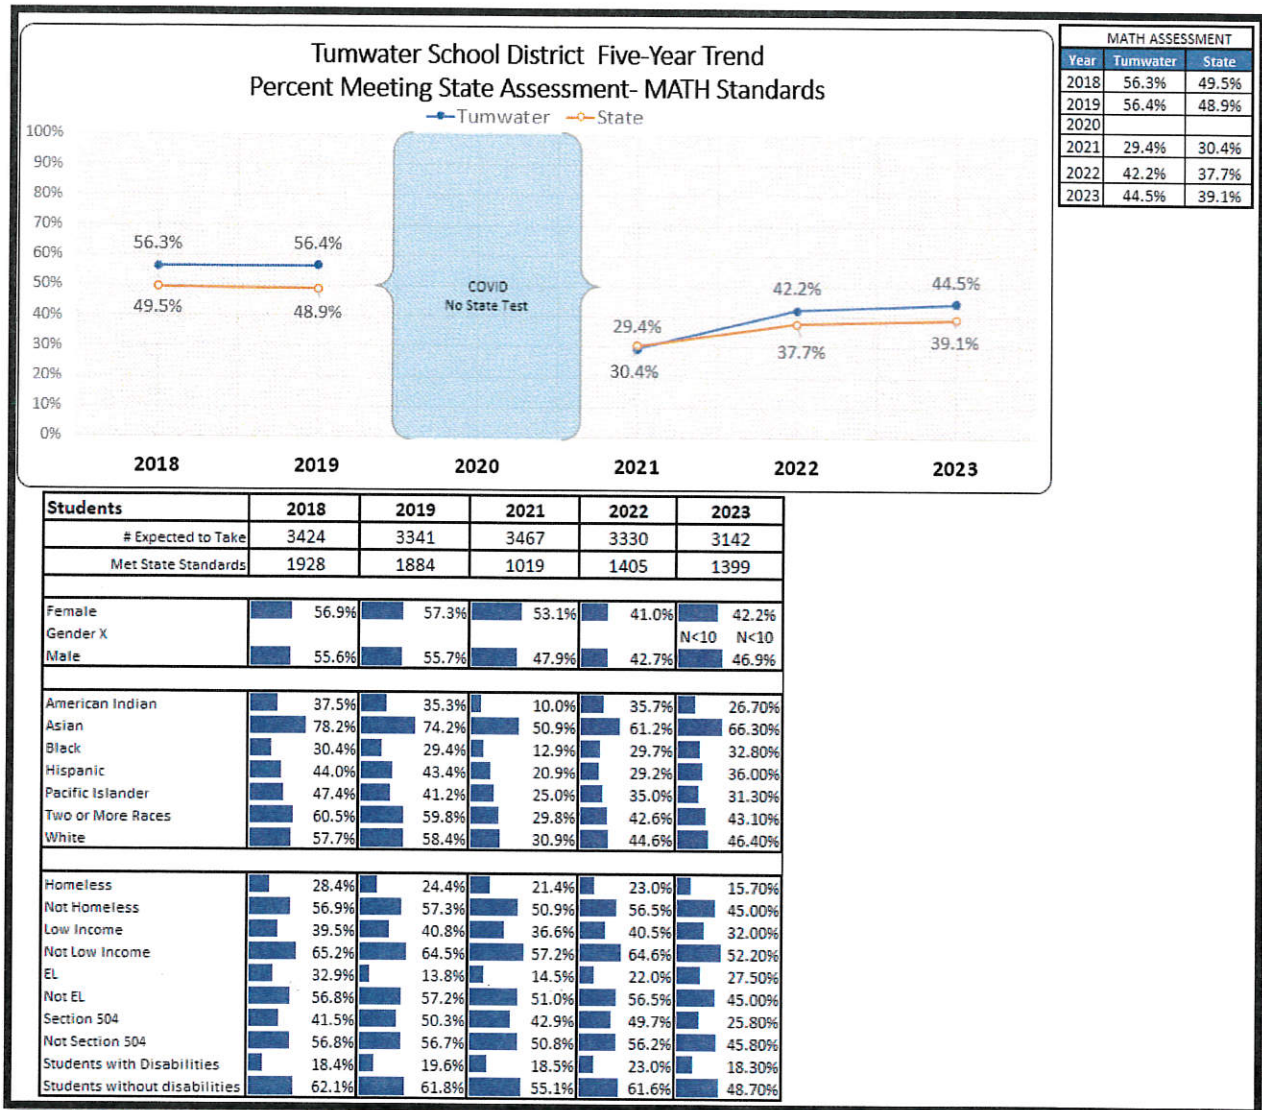 Tumwater School District Five-Year Trend
Percent Meeting State Assessment- MATH Standards
Tumwater State
100%
90%
80%
70%
60%
50%
40%
30%
20%
10%
0%
56.3% 56.4%
49.5% 48.9%
COVID
No State Test
29.4% 42.2% 44.5%
30.4% 37.7% 39.1%
2018 2019 2020 2021 2022 2023
MATH ASSESSMENT
Year Tumwater State
2018 56.3% 49.5%
2019 56.4% 48.9%
2020
2021 29.4% 30.4%
2022 42.2% 37.7%
2023 44.5% 39.1%
Students 2018 2019 2021 2022 2023
# Expected to Take 3424 3341 3467 3330 3142
Met State Standards 1928 1884 1019 1405 1399
Female 56.9% 57.3% 53.1% 41.0% 42.2%
Gender X N<10 N<10
Male 55.6% 55.7% 47.9% 42.7% 46.9%
American Indian 37.5% 35.3% 10.0% 35.7% 26.70%
Asian 78.2% 74.2% 50.9% 61.2% 66.30%
Black 30.4% 29.4% 12.9% 29.7% 32.80%
Hispanic 44.0% 43.4% 20.9% 29.2% 36.00%
Pacific Islander 47.4% 41.2% 25.0% 35.0% 31.30%
Two or More Races 60.5% 59.8% 29.8% 42.6% 43.10%
White 57.7% 58.4% 30.9% 44.6% 46.40%
Homeless 28.4% 24.4% 21.4% 23.0% 15.70%
Not Homeless 56.9% 57.3% 50.9% 56.5% 45.00%
Low Income 39.5% 40.8% 36.6% 40.5% 32.00%
Not Low Income 65.2% 64.5% 57.2% 64.6% 52.20%
EL 32.9% 13.8% 14.5% 22.0% 27.50%
Not EL 56.8% 57.2% 51.0% 56.5% 45.00%
Section 504 41.5% 50.3% 42.9% 49.7% 25.80%
Not Section 504 56.8% 56.7% 50.8% 56.2% 45.80%
Students with Disabilities 18.4% 19.6% 18.5% 23.0% 18.30%
Students without disabilities 62.1% 61.8% 55.1% 61.6% 48.70%